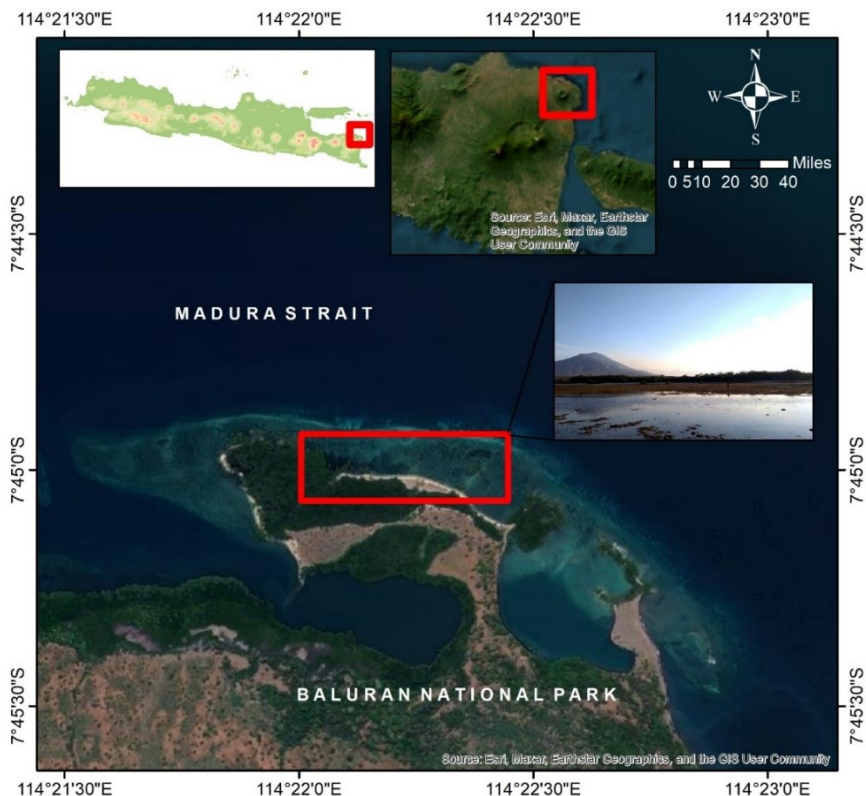 114°21'30"E 114°22'0"E 114°22'30"E 114°23'0"E
N
W E
S
Miles
0 510 20 30 40
Source: Esri, Maxar, Earthstar
Geographics, and the GIS
User Community
7°44'30"S 7°44'30"S
MADURA STRAIT
7°45'0"S 7°45'0"S
BALURAN NATIONAL PARK
7°45'30"S 7°45'30"S
Source: Esri, Maxar, Earthstar Geographics, and the GIS User Community
114°21'30"E 114°22'0"E 114°22'30"E 114°23'0"E